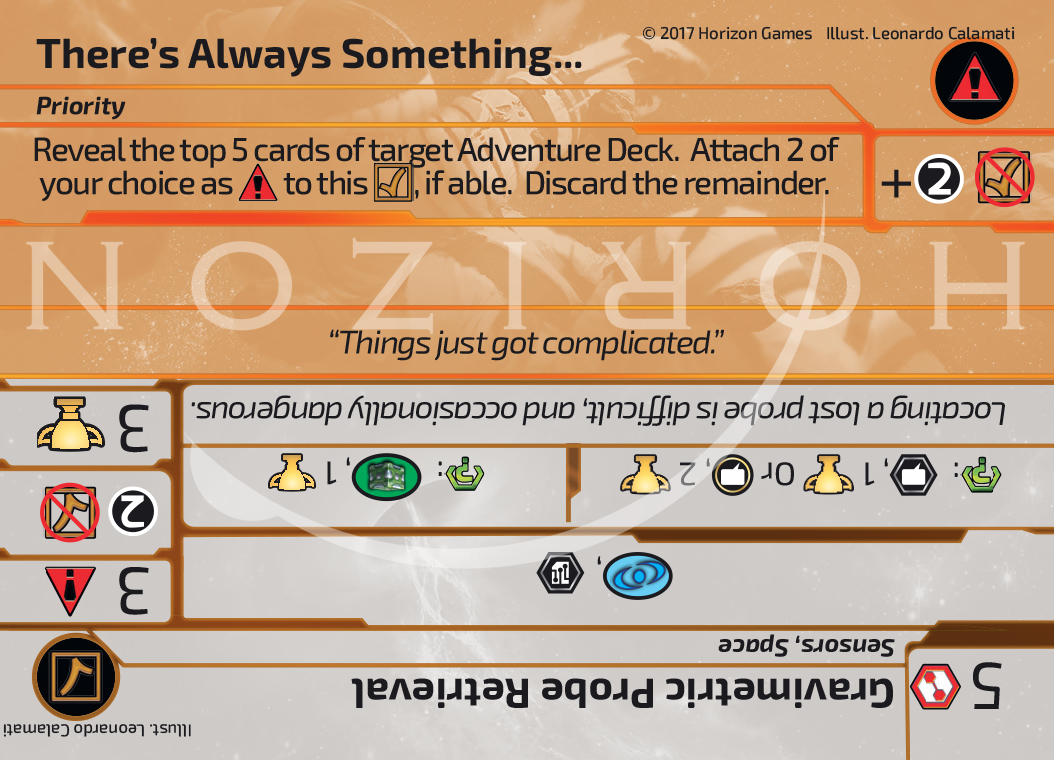 © 2017 Horizon Games Illust. Leonardo Calamati
There's Always Something...
Priority
Reveal the top 5 cards of target Adventure Deck. Attach 2 of
your choice as to this , if able. Discard the remainder.
+2
HORIZON
“Things just got complicated.”
Illust. Leonardo Calamati
5
Gravimetric Probe Retrieval
Sensors, Space
,
3
2
3
: , 1 Or , 2
: , 1
Locating a lost probe is difficult, and occasionally dangerous.